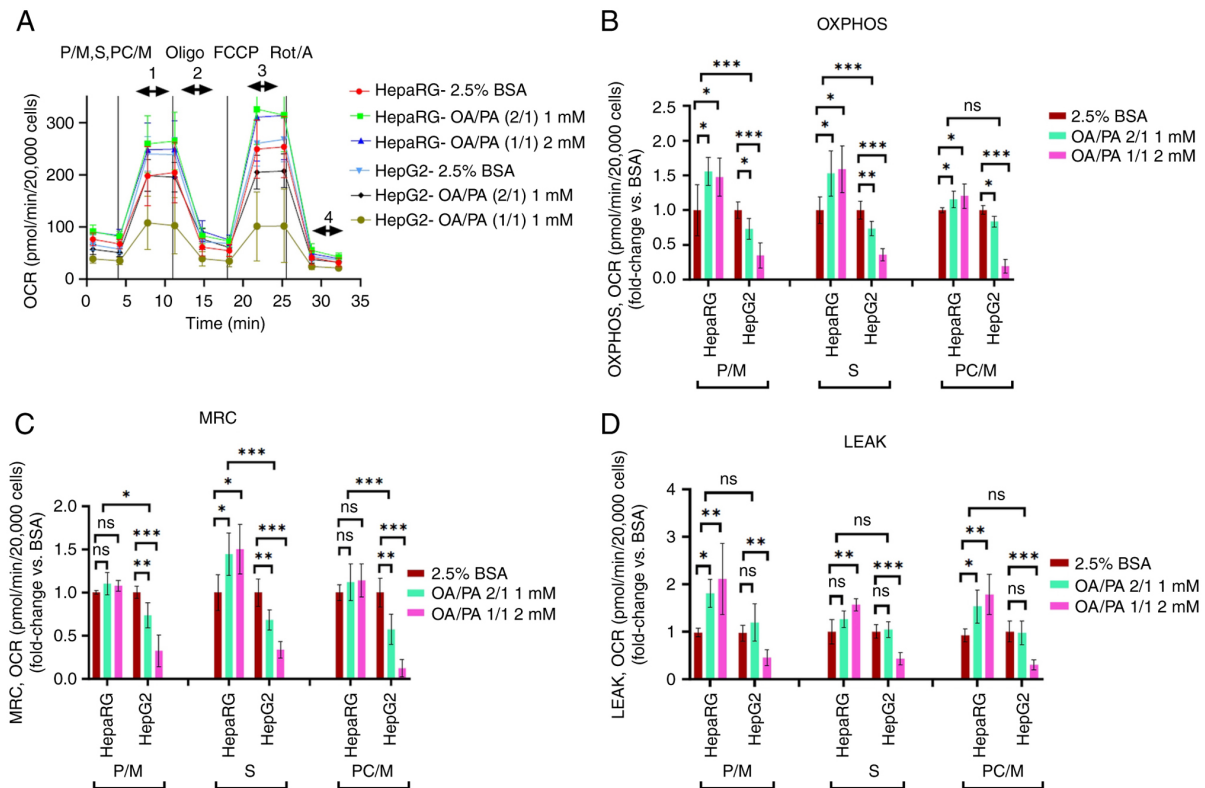 A
P/M,S,PC/M Oligo FCCP Rot/A
1 2 3
4
OCR (pmol/min/20,000 cells)
300
200
100
0
0 5 10 15 20 25 30 35
Time (min)
HepaRG- 2.5% BSA
HepaRG- OA/PA (2/1) 1 mM
HepaRG- OA/PA (1/1) 2 mM
HepG2- 2.5% BSA
HepG2- OA/PA (2/1) 1 mM
HepG2- OA/PA (1/1) 1 mM
B
OXPHOS
OXPHOS, OCR (pmol/min/20,000 cells)
(fold-change vs. BSA)
2.5
2.0
1.5
1.0
0.5
0.0
*** *** ns
* * *
* *** * *** * ***
* ** *
HepaRG HepG2 HepaRG HepG2 HepaRG HepG2
P/M S PC/M
2.5% BSA
OA/PA 2/1 1 mM
OA/PA 1/1 2 mM
C
MRC
MRC, OCR (pmol/min/20,000 cells)
(fold-change vs. BSA)
2.0
1.5
1.0
0.5
0.0
* *** ***
ns * ns
ns *** * *** ns ***
** ** **
HepaRG HepG2 HepaRG HepG2 HepaRG HepG2
P/M S PC/M
2.5% BSA
OA/PA 2/1 1 mM
OA/PA 1/1 2 mM
D
LEAK
LEAK, OCR (pmol/min/20,000 cells)
(fold-change vs. BSA)
4
3
2
1
0
ns ns ns
** ** **
* ** ns *** * ***
ns ns ns
HepaRG HepG2 HepaRG HepG2 HepaRG HepG2
P/M S PC/M
2.5% BSA
OA/PA 2/1 1 mM
OA/PA 1/1 2 mM